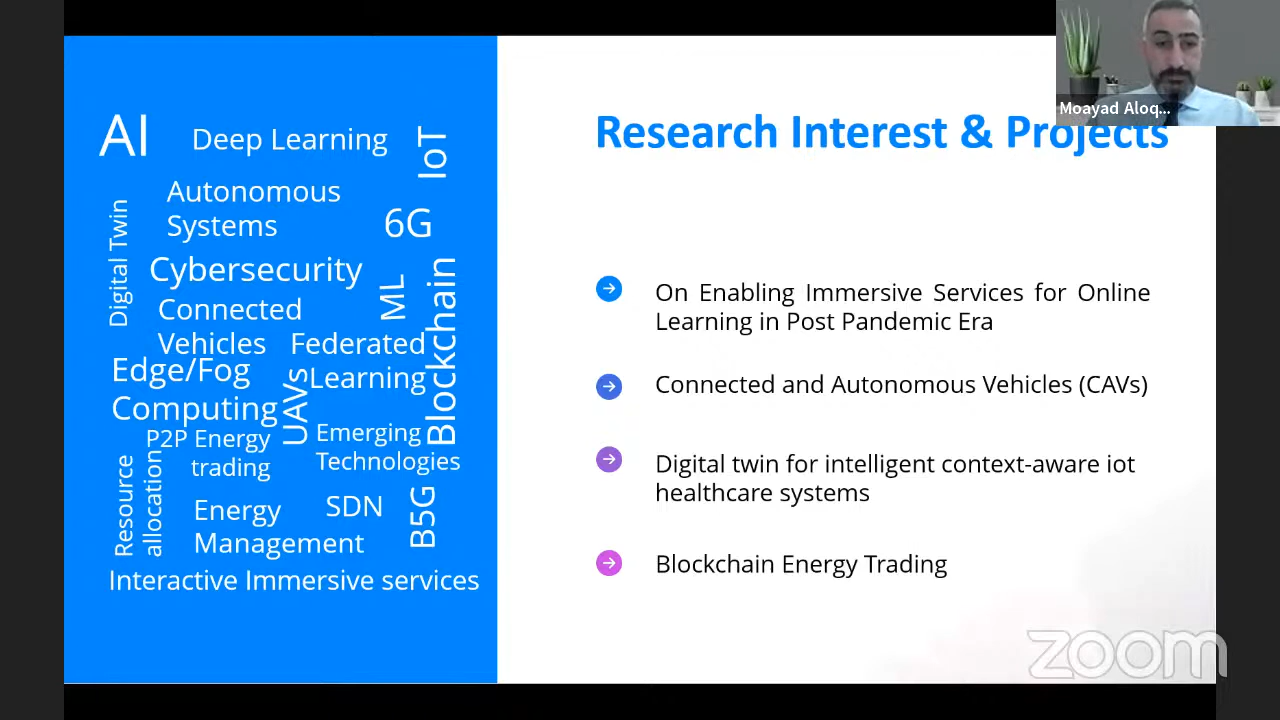 AI
Deep Learning
IoT
Autonomous
Systems
6G
Digital Twin
Cybersecurity
ML
Blockchain
Connected
Vehicles
Federated
Learning
Edge/Fog
Computing
UAVs
P2P Energy
trading
Emerging
Technologies
Resource
allocation
Energy
Management
SDN
B5G
Interactive Immersive services
Moayad Aloq...
Research Interest & Projects
On Enabling Immersive Services for Online
Learning in Post Pandemic Era
Connected and Autonomous Vehicles (CAVs)
Digital twin for intelligent context-aware iot
healthcare systems
Blockchain Energy Trading
zoom